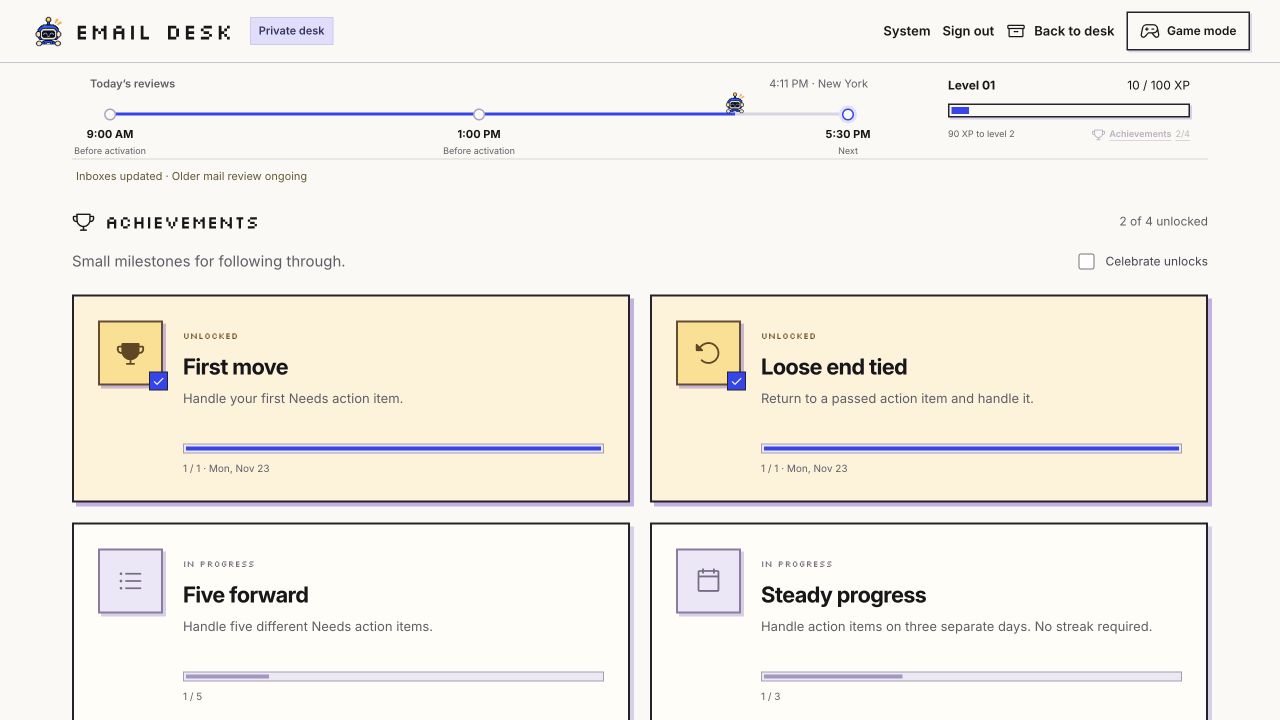 EMAIL DESK
Private desk
System
Sign out
Back to desk
Game mode
Today's reviews
4:11 PM · New York
9:00 AM
Before activation
1:00 PM
Before activation
5:30 PM
Next
Level 01
10 / 100 XP
90 XP to level 2
Achievements 2/4
Inboxes updated · Older mail review ongoing
ACHIEVEMENTS
2 of 4 unlocked
Small milestones for following through.
Celebrate unlocks
UNLOCKED
First move
Handle your first Needs action item.
1 / 1 · Mon, Nov 23
UNLOCKED
Loose end tied
Return to a passed action item and handle it.
1 / 1 · Mon, Nov 23
IN PROGRESS
Five forward
Handle five different Needs action items.
1 / 5
IN PROGRESS
Steady progress
Handle action items on three separate days. No streak required.
1 / 3